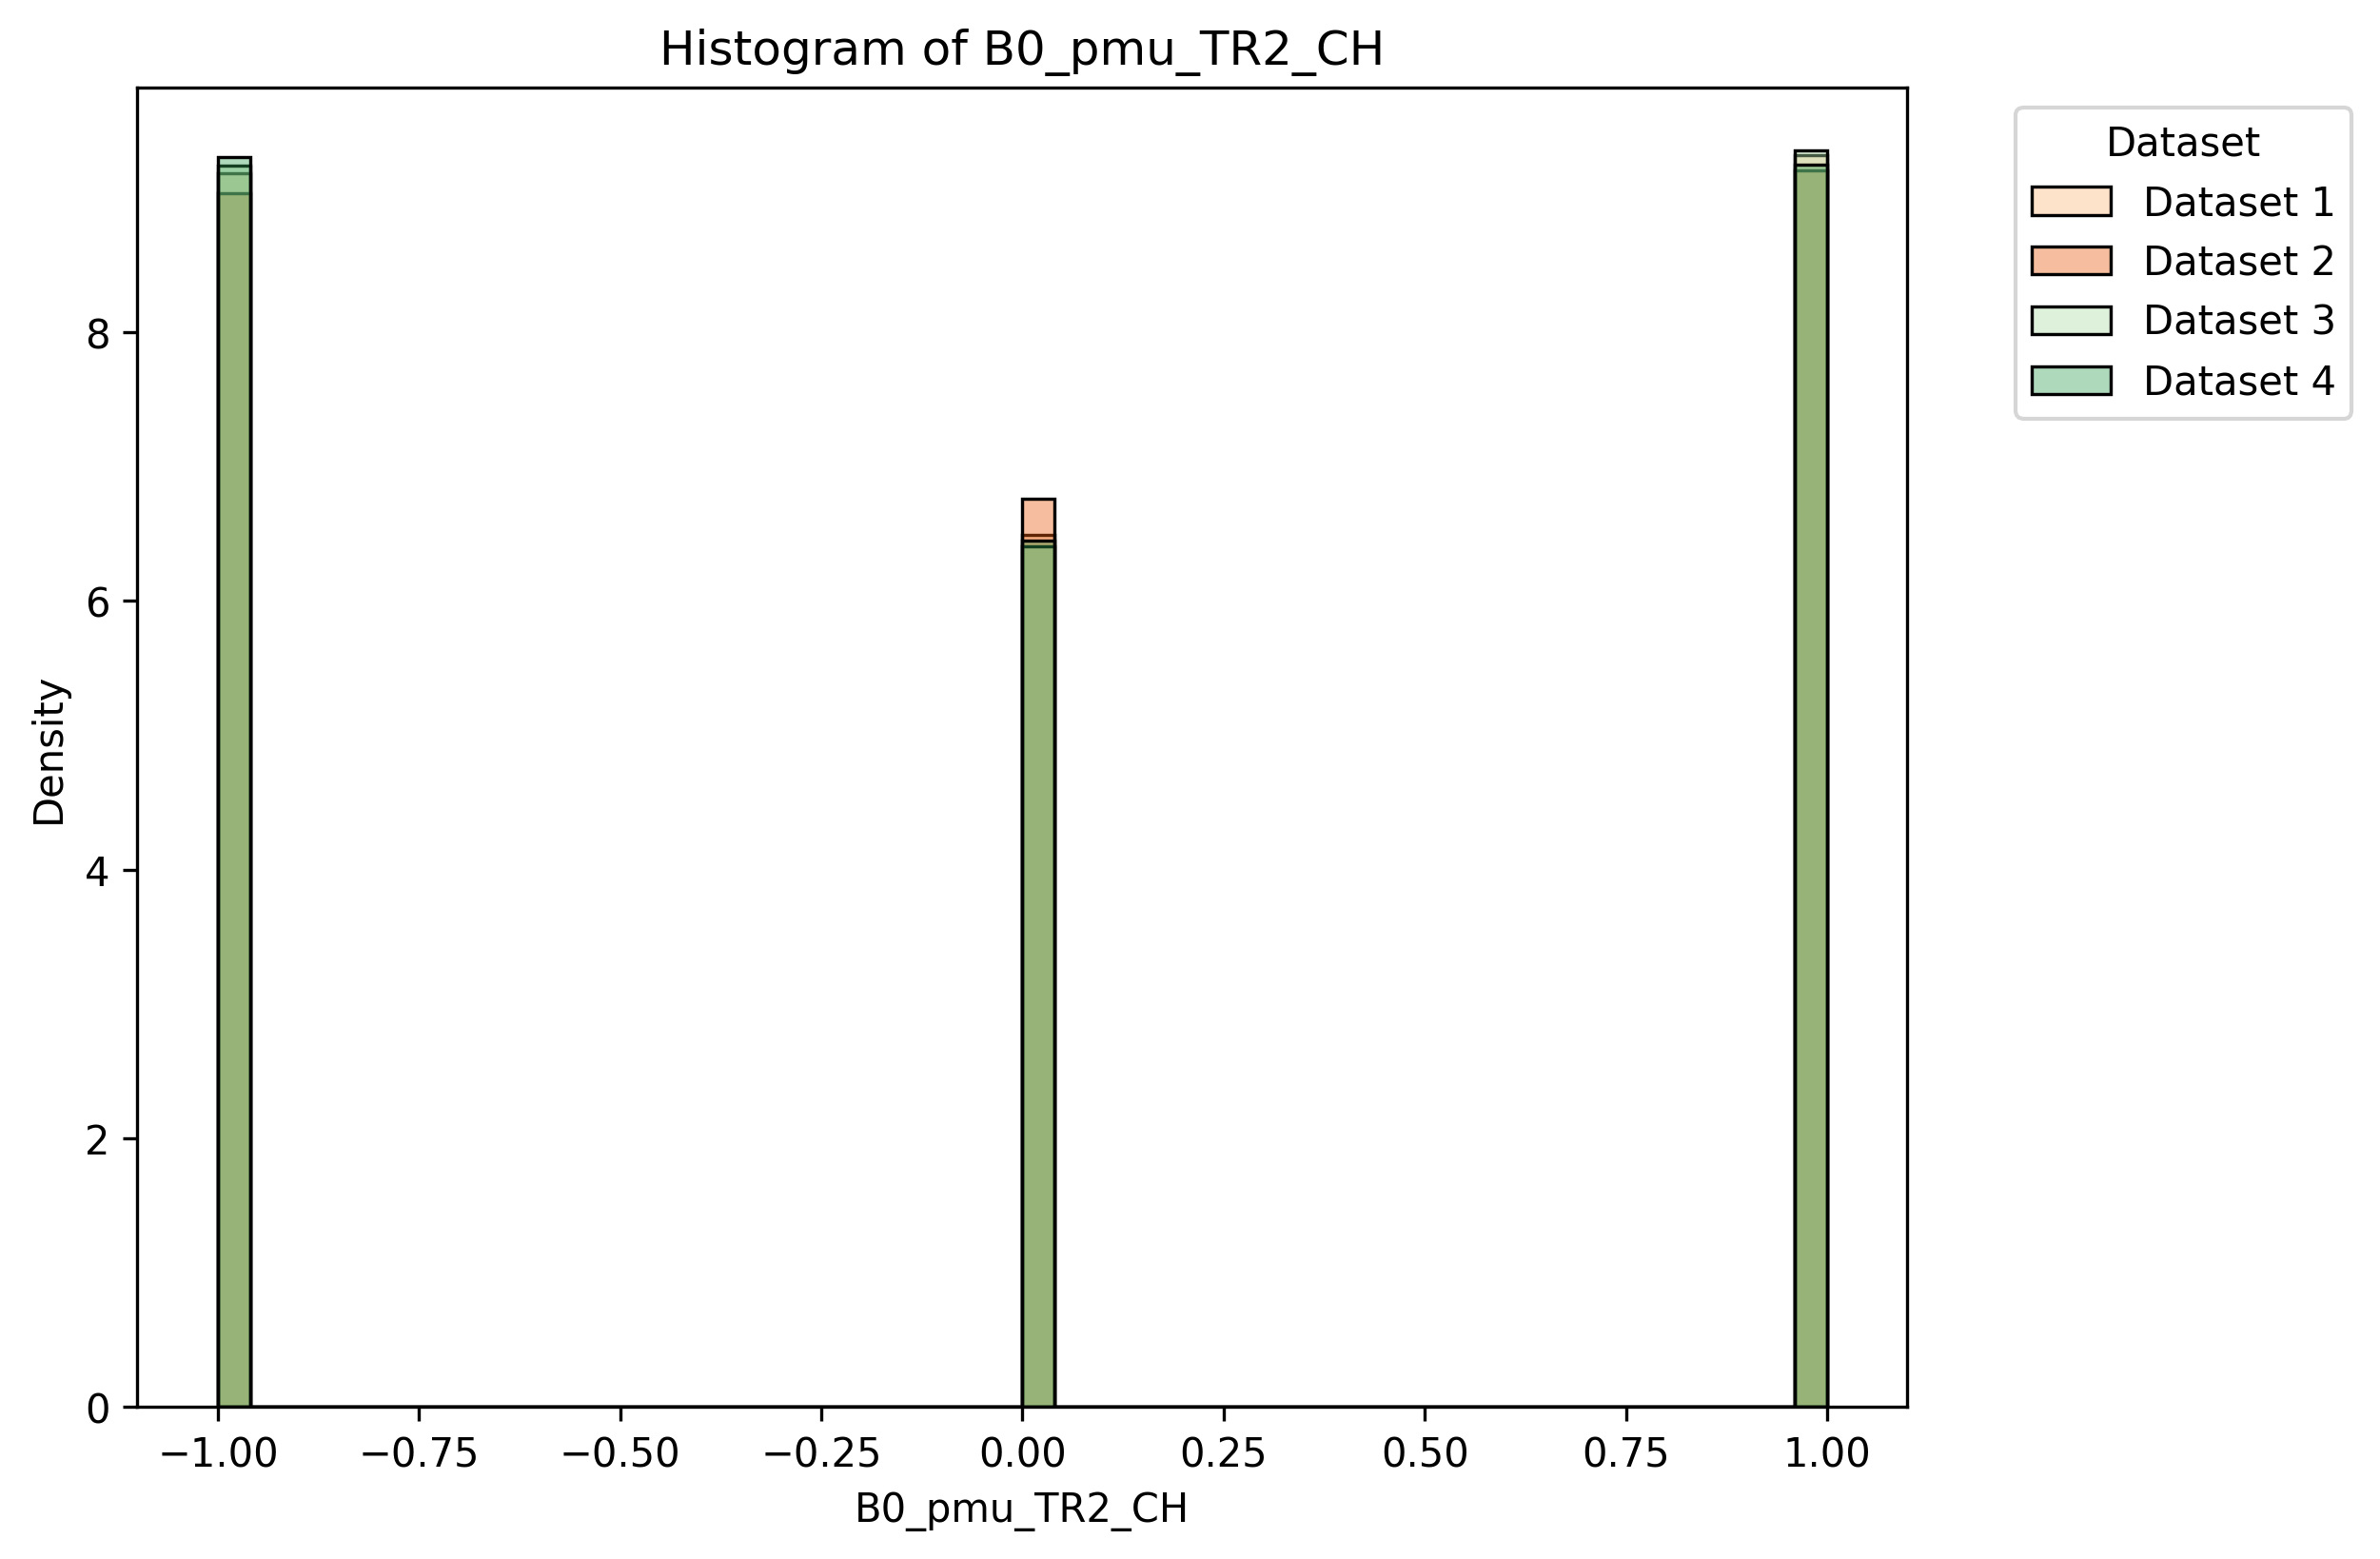 Histogram of B0_pmu_TR2_CH
Dataset
Dataset 1
Dataset 2
Dataset 3
Dataset 4
Density
8
6
4
2
0
−1.00 −0.75 −0.50 −0.25 0.00 0.25 0.50 0.75 1.00
B0_pmu_TR2_CH